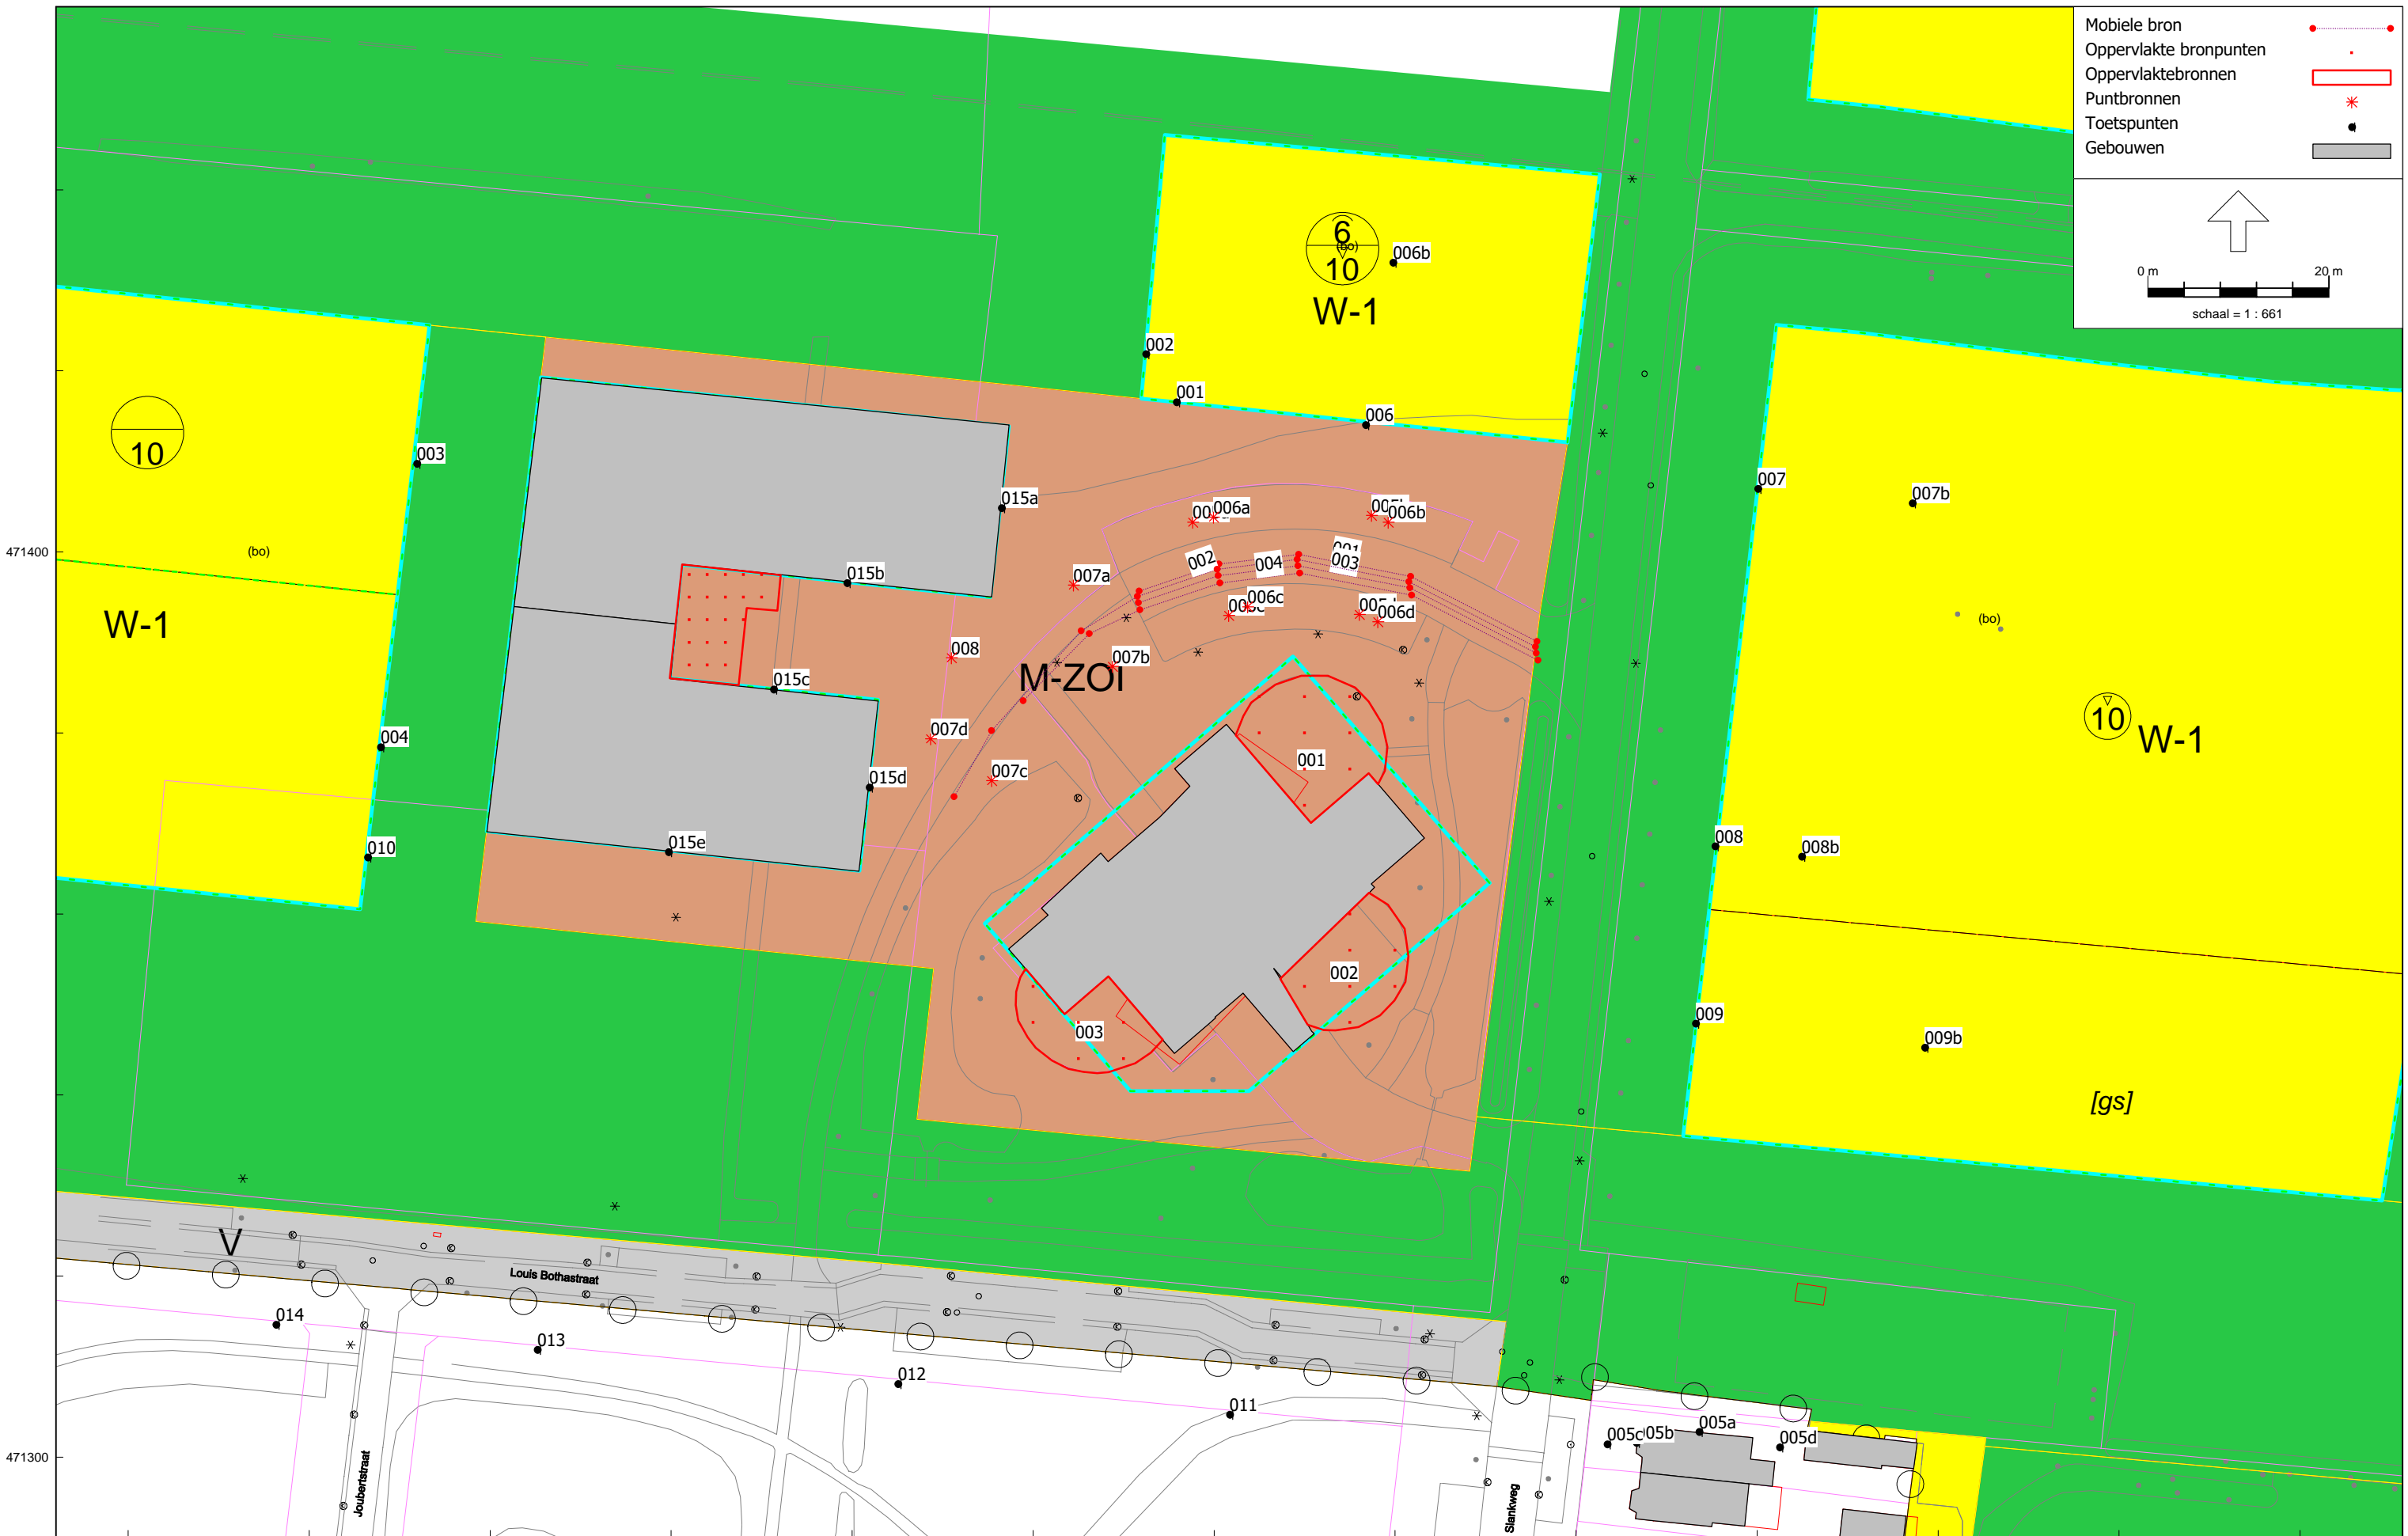 Mobiele bron
Oppervlakte bronpunten
Oppervlaktebronnen
Puntbronnen
Toetspunten
Gebouwen
0 m 20 m
schaal = 1 : 661
6
(bo)
10
006b
W-1
002
001
006
10
003
007
007b
015a
006a
006b
471400
(bo)
002
004
001
003
015b
007a
006c
006d
(bo)
W-1
008
007b
M-ZOI
015c
10
W-1
004
007d
001
007c
015d
010
015e
008
008b
002
003
009
009b
[gs]
V
Louis Bothastraat
014
013
012
011
005a
005b
005c
005d
471300
Joubertstraat
Slankweg